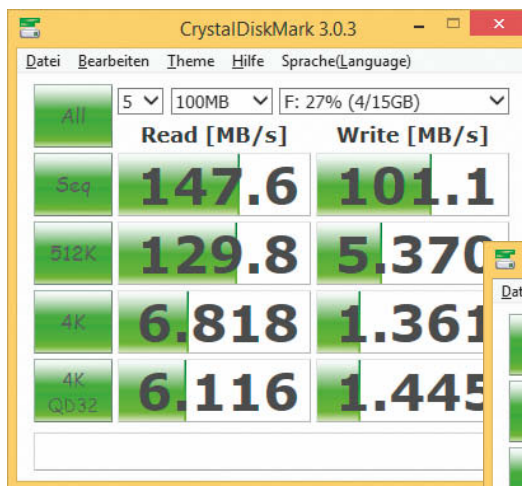 CrystalDiskMark 3.0.3
Datei Bearbeiten Theme Hilfe Sprache(Language)
All 5 100MB F: 27% (4/15GB)
Read [MB/s] Write [MB/s]
Seq 147.6 101.1
512K 129.8 5.370
4K 6.818 1.361
4K QD32 6.116 1.445
Dat